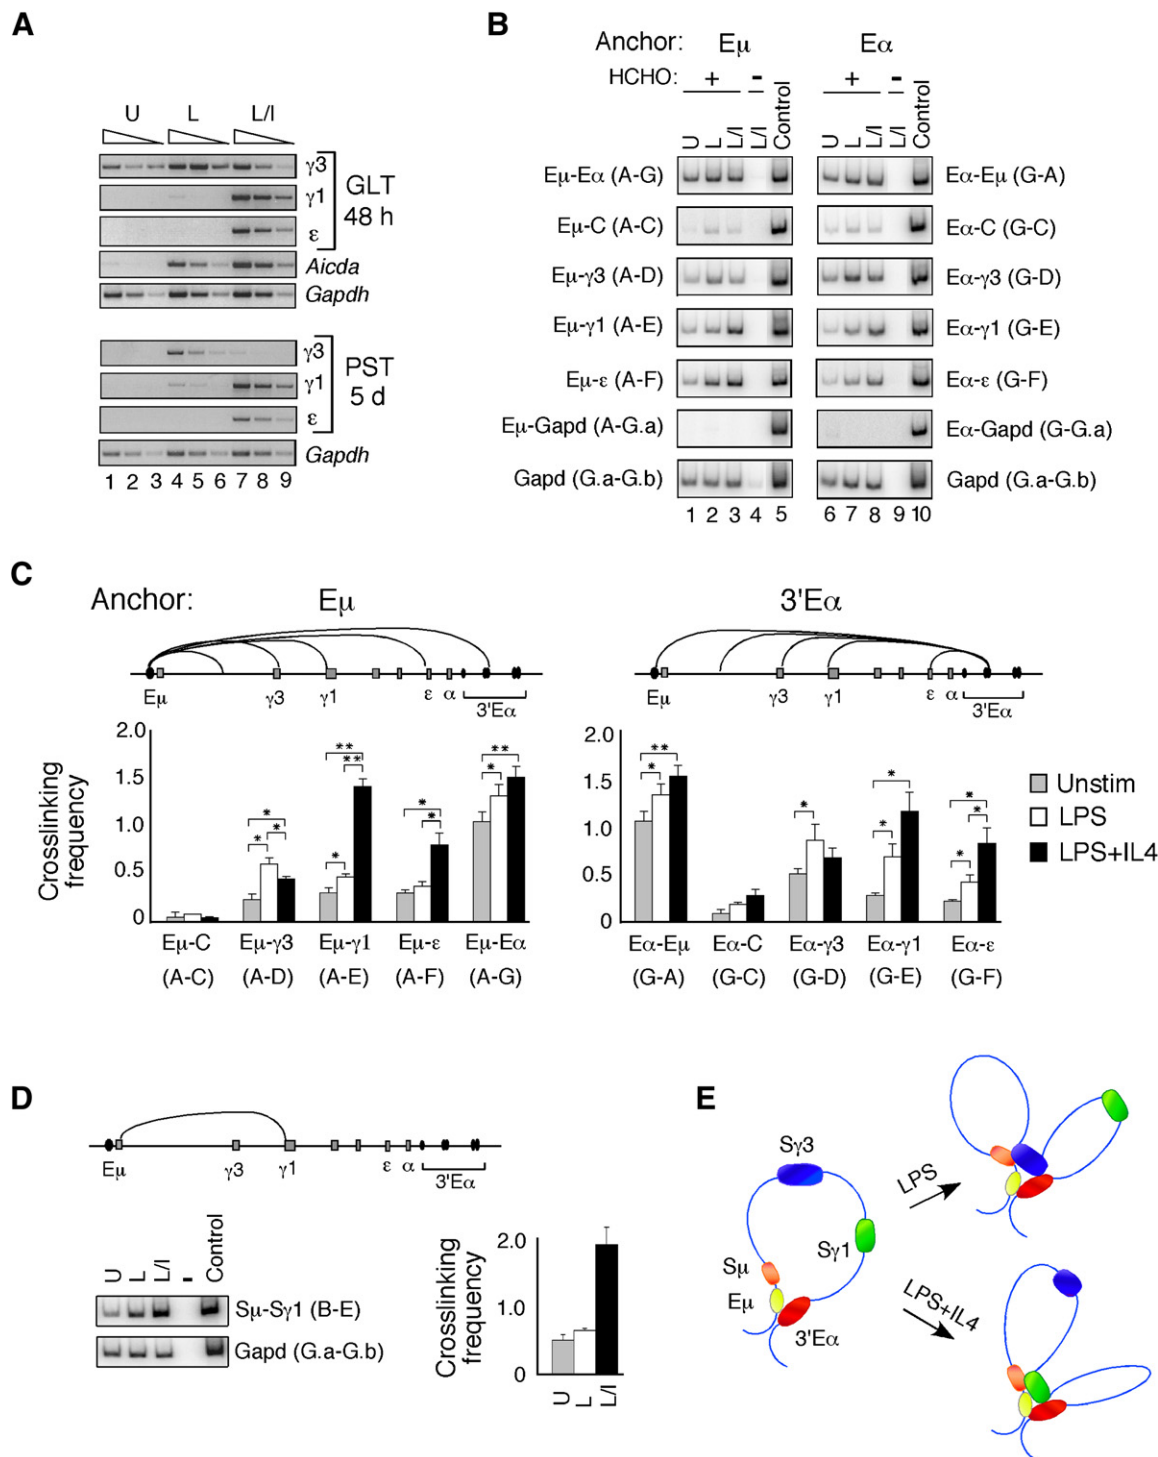 A
U L L/I
γ3
γ1
ε
GLT
48 h
Aicda
Gapdh
γ3
γ1
ε
PST
5 d
Gapdh
1 2 3 4 5 6 7 8 9
B
Anchor: Eμ Eα
HCHO: + - + -
U L L/I L/I Control U L L/I L/I Control
Eμ-Eα (A-G) Eα-Eμ (G-A)
Eμ-C (A-C) Eα-C (G-C)
Eμ-γ3 (A-D) Eα-γ3 (G-D)
Eμ-γ1 (A-E) Eα-γ1 (G-E)
Eμ-ε (A-F) Eα-ε (G-F)
Eμ-Gapd (A-G.a) Eα-Gapd (G-G.a)
Gapd (G.a-G.b) Gapd (G.a-G.b)
1 2 3 4 5 6 7 8 9 10
C
Anchor: Eμ 3'Eα
Eμ γ3 γ1 ε α
3'Eα
Eμ γ3 γ1 ε α
3'Eα
Crosslinking
frequency
2.0
1.5
1.0
0.5
0
* * *
* ** **
* *
* **
Eμ-C Eμ-γ3 Eμ-γ1 Eμ-ε Eμ-Eα
(A-C) (A-D) (A-E) (A-F) (A-G)
2.0
1.5
1.0
0.5
0
* **
*
* *
* * *
Eα-Eμ Eα-C Eα-γ3 Eα-γ1 Eα-ε
(G-A) (G-C) (G-D) (G-E) (G-F)
Unstim
LPS
LPS+IL4
D
Eμ γ3 γ1 ε α
3'Eα
U L L/I - Control
Sμ-Sγ1 (B-E)
Gapd (G.a-G.b)
Crosslinking
frequency
2.0
1.0
0
U L L/I
E
Sγ3
Sγ1
Sμ
Eμ
3'Eα
LPS
LPS+IL4